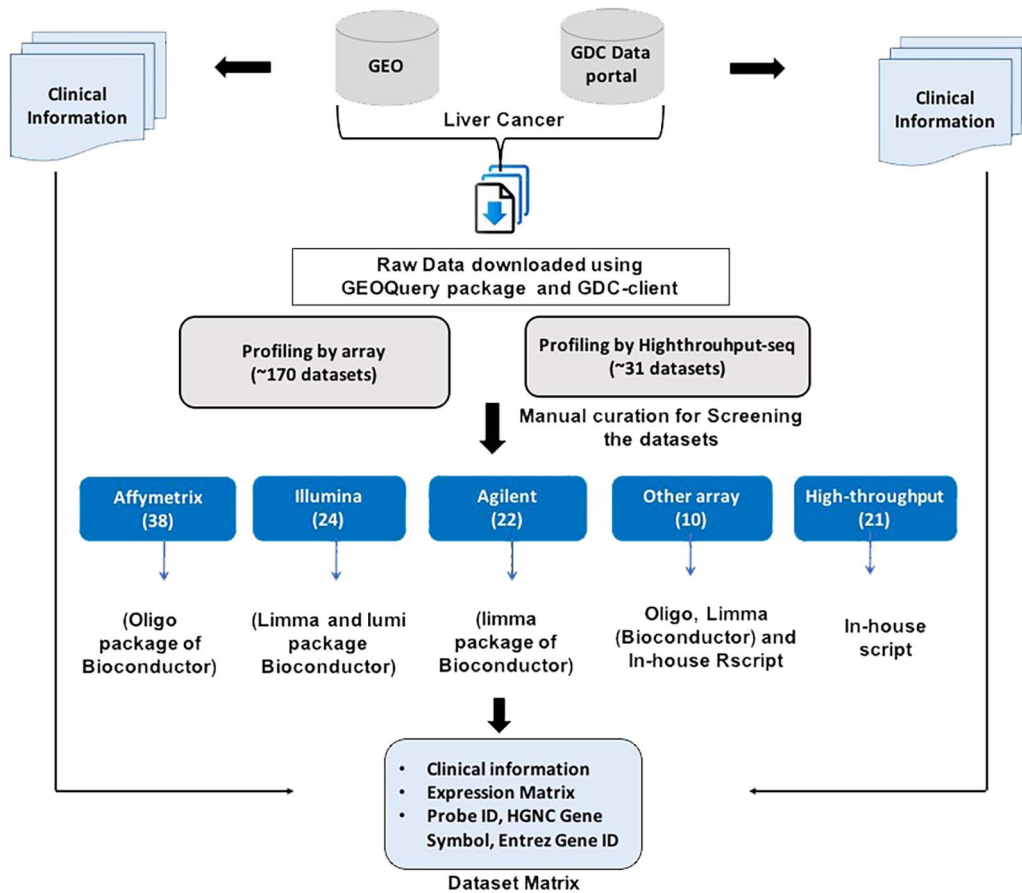 Clinical
Information
GEO
GDC Data
portal
Clinical
Information
Liver Cancer
Raw Data downloaded using
GEOQuery package and GDC-client
Profiling by array
(~170 datasets)
Profiling by Highthrouhput-seq
(~31 datasets)
Manual curation for Screening
the datasets
Affymetrix
(38)
Illumina
(24)
Agilent
(22)
Other array
(10)
High-throughput
(21)
(Oligo
package of
Bioconductor)
(Limma and lumi
package
Bioconductor)
(limma
package of
Bioconductor)
Oligo, Limma
(Bioconductor) and
In-house Rscript
In-house
script
• Clinical information
• Expression Matrix
• Probe ID, HGNC Gene
Symbol, Entrez Gene ID
Dataset Matrix